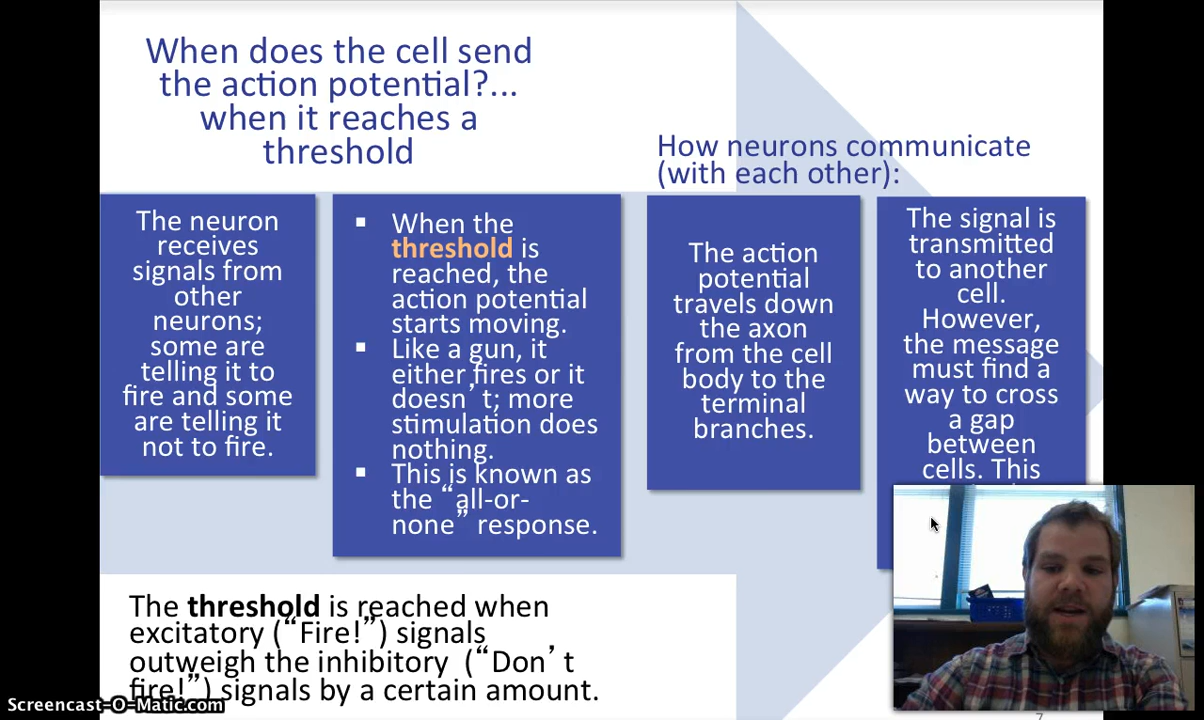 When does the cell send
the action potential?...
when it reaches a
threshold
How neurons communicate
(with each other):
The neuron
receives
signals from
other
neurons;
some are
telling it to
fire and some
are telling it
not to fire.
▪ When the
threshold is
reached, the
action potential
starts moving.
▪ Like a gun, it
either fires or it
doesn't; more
stimulation does
nothing.
▪ This is known as
the “all-or-
none” response.
The action
potential
travels down
the axon
from the cell
body to the
terminal
branches.
The signal is
transmitted
to another
cell.
However,
the message
must find a
way to cross
a gap
between
cells. This
The threshold is reached when
excitatory (“Fire!”) signals
outweigh the inhibitory (“Don't
fire!”) signals by a certain amount.
Screencast-O-Matic.com
7